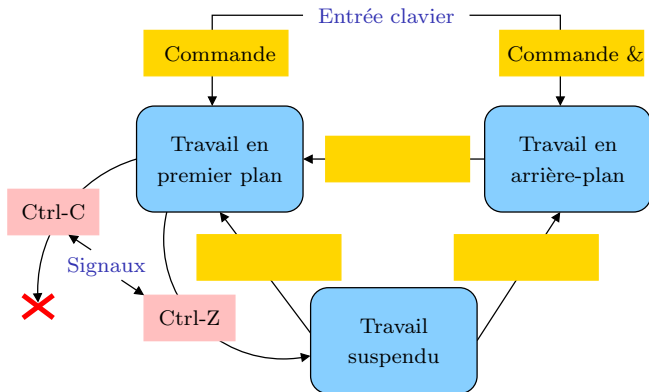 Entrée clavier
Commande
Commande &
Travail en
premier plan
Travail en
arrière-plan
Ctrl-C
Signaux
Ctrl-Z
Travail
suspendu